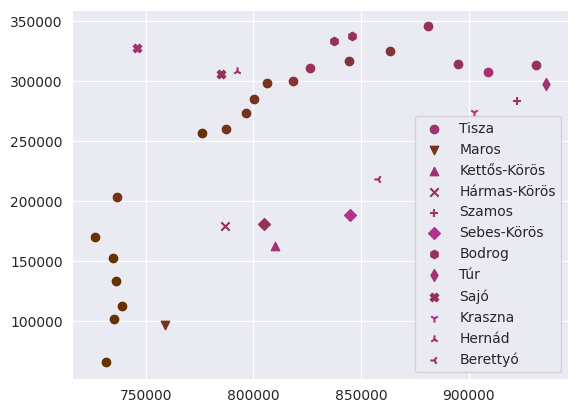 350000
300000
250000
200000
150000
100000
750000 800000 850000 900000
Tisza
Maros
Kettős-Körös
Hármas-Körös
Szamos
Sebes-Körös
Bodrog
Túr
Sajó
Kraszna
Hernád
Berettyó